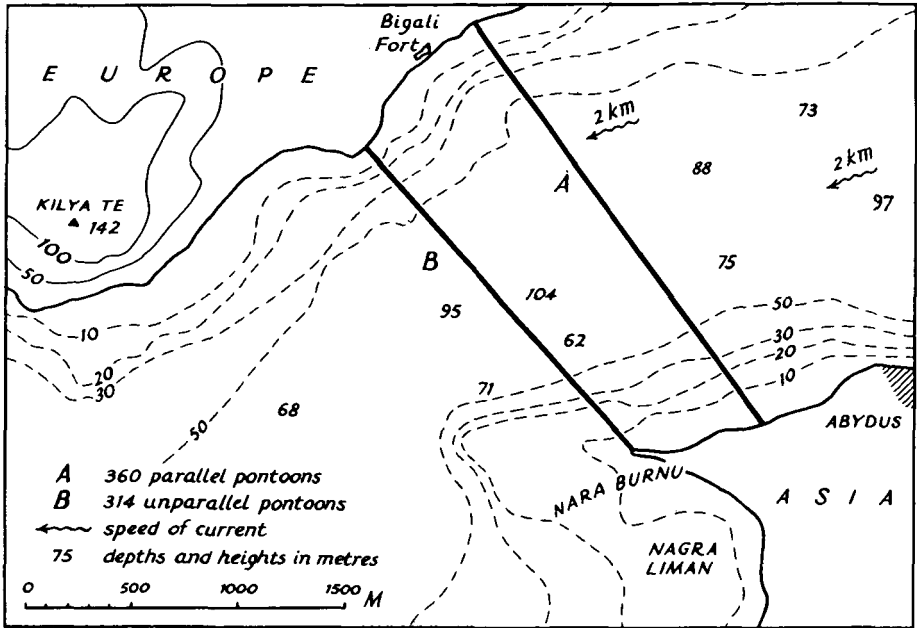 Bigali
Fort
E U R O P E
2 km
73
A
88
2 km
KILYA TE
142
97
100
50
B
75
104
95
50
10
62
30
20
10
20
30
71
68
50
ABYDUS
A 360 parallel pontoons
B 314 unparallel pontoons
speed of current
75 depths and heights in metres
NARA BURNU
A S I A
NAGRA
LIMAN
0 500 1000 1500 M